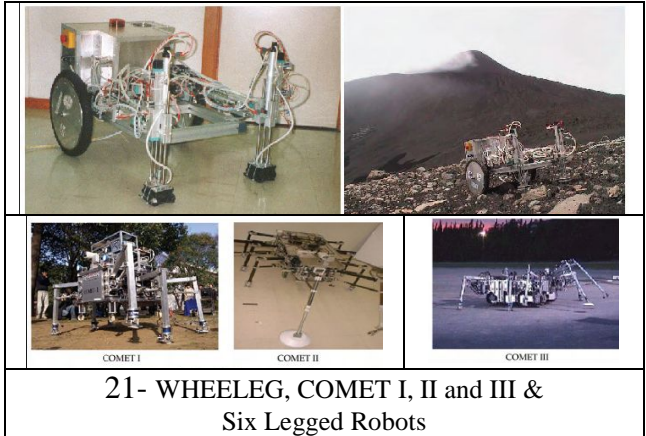 COMET I
COMET II
COMET III
21- WHEELEG, COMET I, II and III &
Six Legged Robots